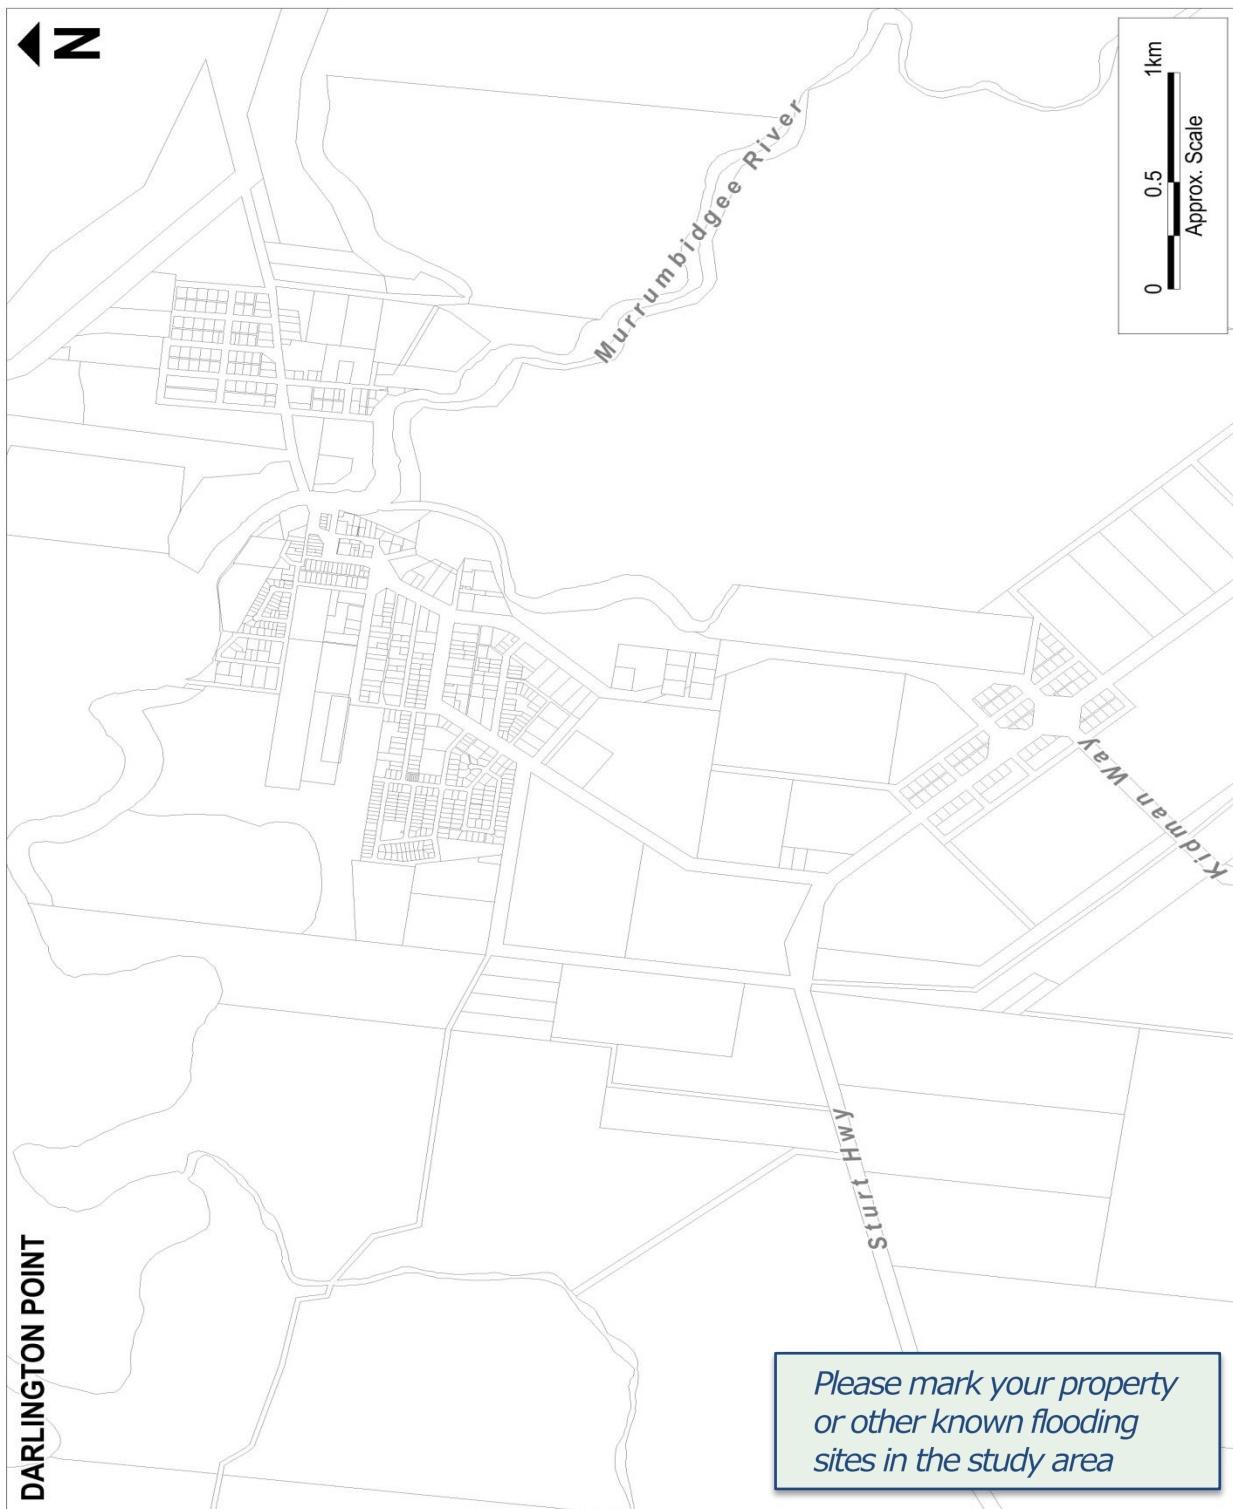 DARLINGTON POINT
N
Murrumbidgee River
1km
0.5
0
Approx. Scale
Kidman Way
Sturt Hwy
Please mark your property
or other known flooding
sites in the study area